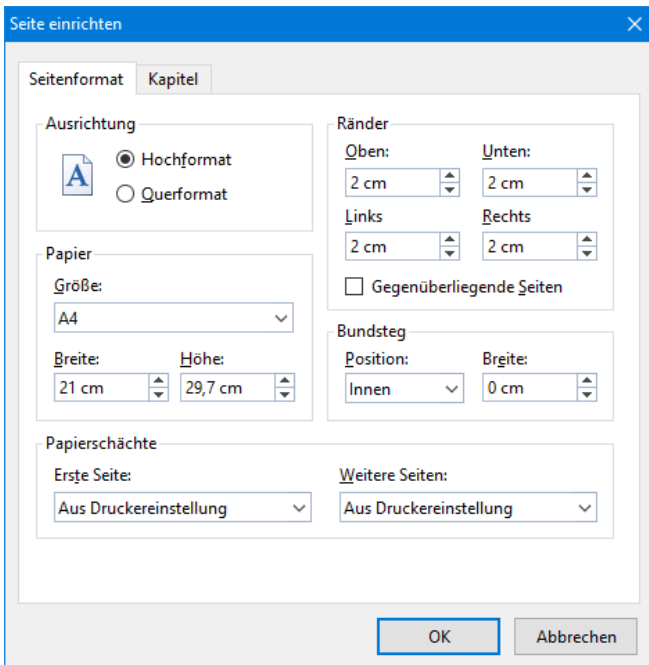 Seite einrichten
Seitenformat Kapitel
Ausrichtung
A
Hochformat
Querformat
Papier
Größe:
A4
Breite: Höhe:
21 cm 29,7 cm
Ränder
Oben: Unten:
2 cm 2 cm
Links Rechts
2 cm 2 cm
Gegenüberliegende Seiten
Bundsteg
Position: Breite:
Innen 0 cm
Papierschächte
Erste Seite: Weitere Seiten:
Aus Druckereinstellung Aus Druckereinstellung
OK Abbrechen